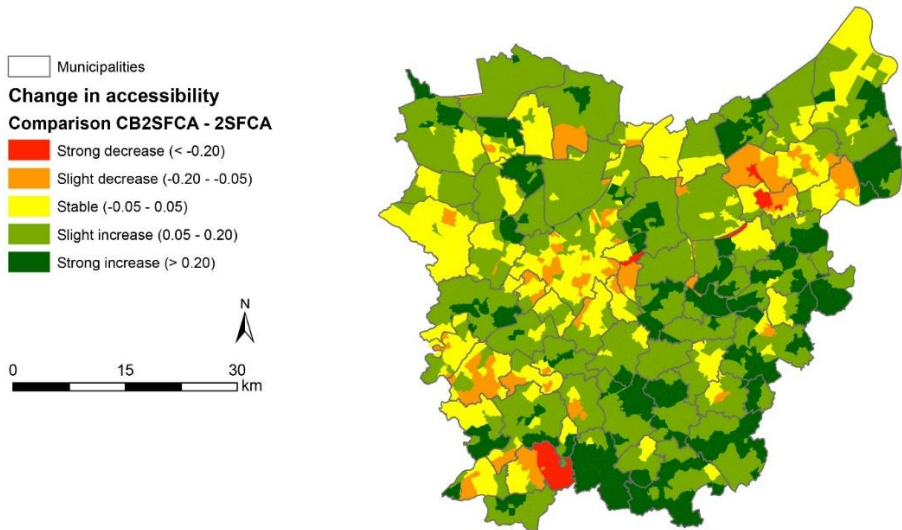 Municipalities
Change in accessibility
Comparison CB2SFCA - 2SFCA
Strong decrease (< -0.20)
Slight decrease (-0.20 - -0.05)
Stable (-0.05 - 0.05)
Slight increase (0.05 - 0.20)
Strong increase (> 0.20)
N
0 15 30
km